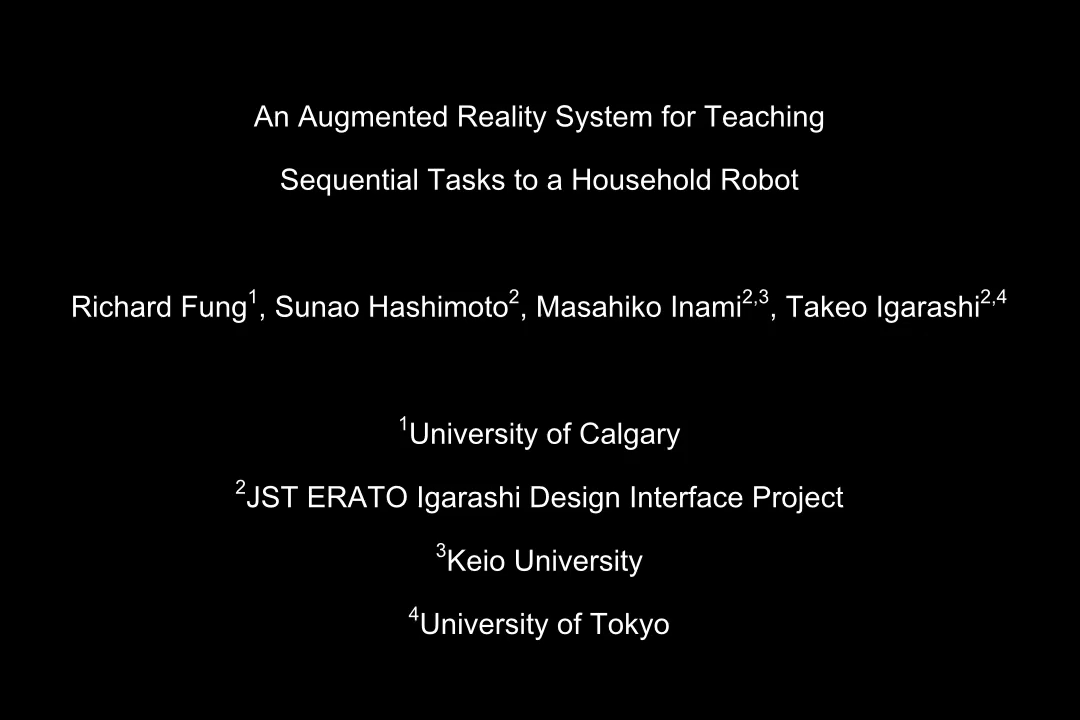 An Augmented Reality System for Teaching
Sequential Tasks to a Household Robot
Richard Fung¹, Sunao Hashimoto², Masahiko Inami²,³, Takeo Igarashi²,⁴
¹University of Calgary
²JST ERATO Igarashi Design Interface Project
³Keio University
⁴University of Tokyo